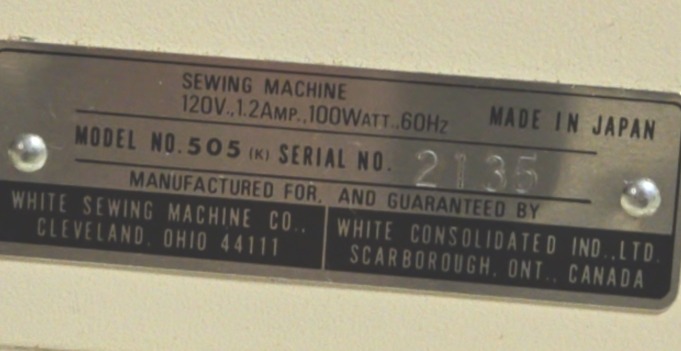 SEWING MACHINE
120V.,1.2AMP.,100WATT.,60HZ
MADE IN JAPAN
MODEL NO. 505 (K) SERIAL NO. 2135
MANUFACTURED FOR, AND GUARANTEED BY
WHITE SEWING MACHINE CO.,
CLEVELAND, OHIO 44111
WHITE CONSOLIDATED IND.,LTD.
SCARBOROUGH, ONT., CANADA